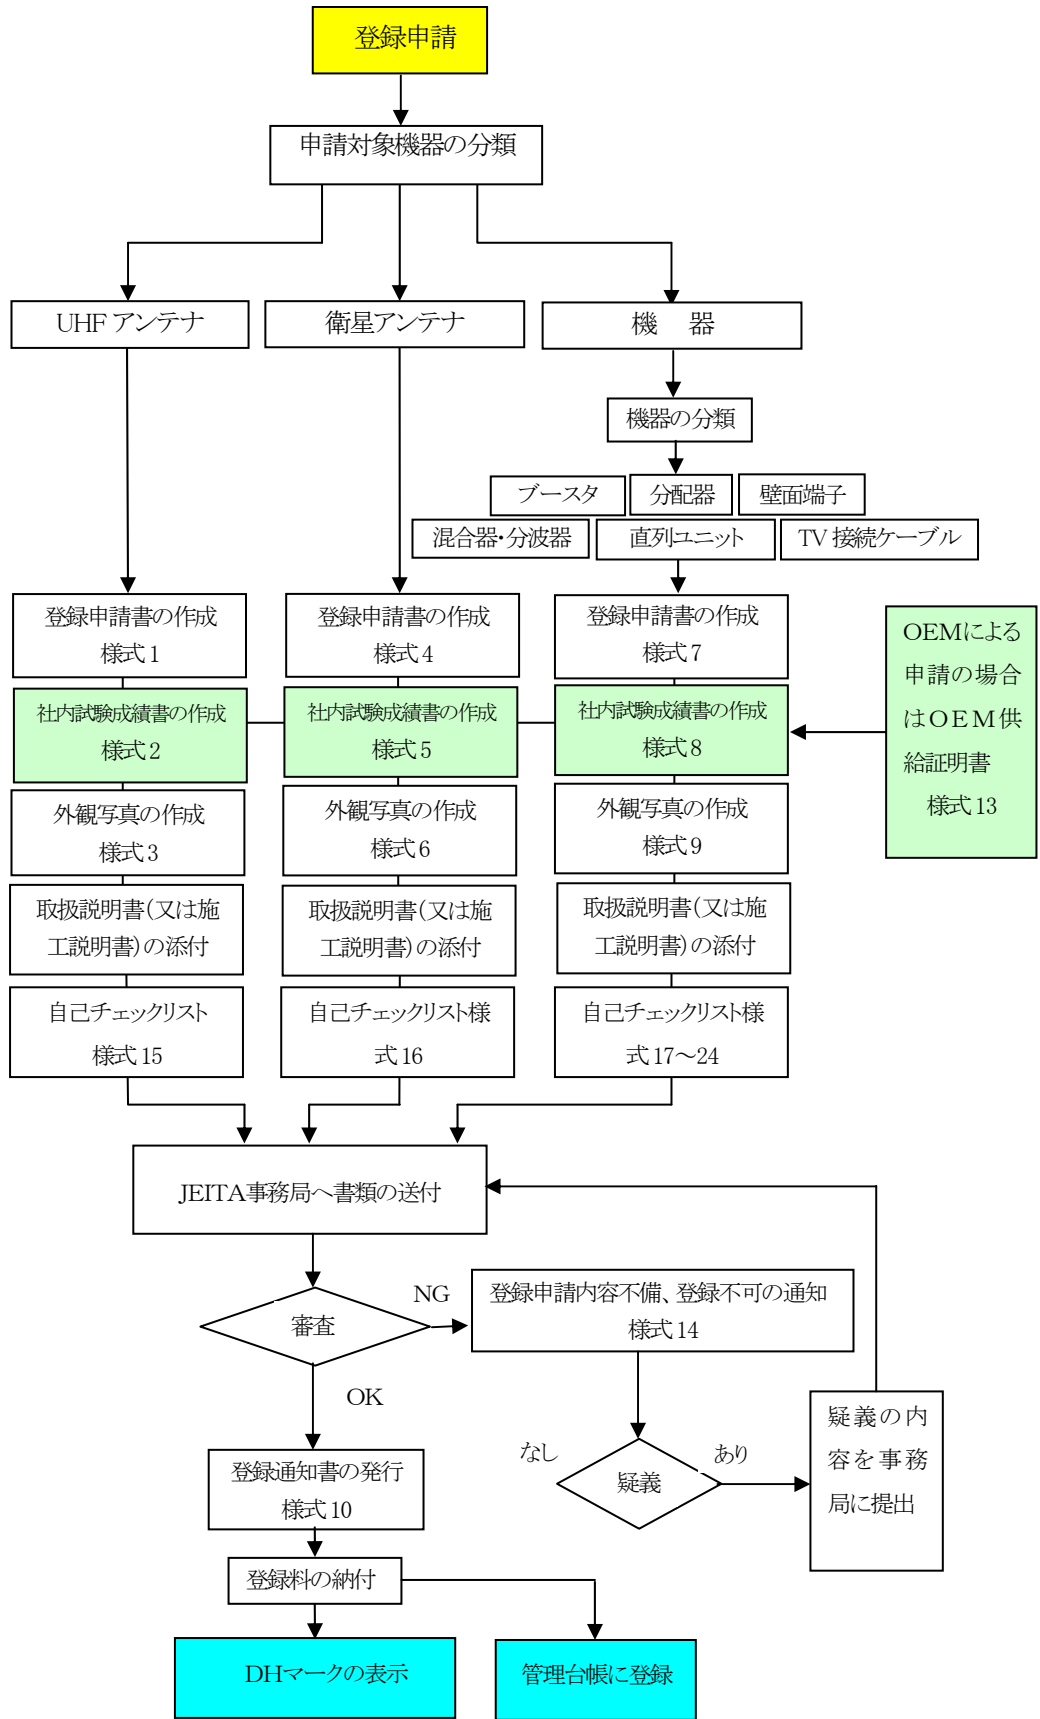 登録申請
申請対象機器の分類
UHF アンテナ
衛星アンテナ
機　器
機器の分類
ブースタ
分配器
壁面端子
混合器・分波器
直列ユニット
TV 接続ケーブル
登録申請書の作成
様式 1
登録申請書の作成
様式 4
登録申請書の作成
様式 7
OEMによる
申請の場合
はOEM供
給証明書
様式 13
社内試験成績書の作成
様式 2
社内試験成績書の作成
様式 5
社内試験成績書の作成
様式 8
外観写真の作成
様式 3
外観写真の作成
様式 6
外観写真の作成
様式 9
取扱説明書(又は施
工説明書)の添付
取扱説明書(又は施
工説明書)の添付
取扱説明書(又は施
工説明書)の添付
自己チェックリスト
様式 15
自己チェックリスト様
式 16
自己チェックリスト様
式 17～24
JEITA事務局へ書類の送付
審査
NG
登録申請内容不備、登録不可の通知
様式 14
OK
なし
疑義
あり
疑義の内
容を事務
局に提出
登録通知書の発行
様式 10
登録料の納付
DHマークの表示
管理台帳に登録